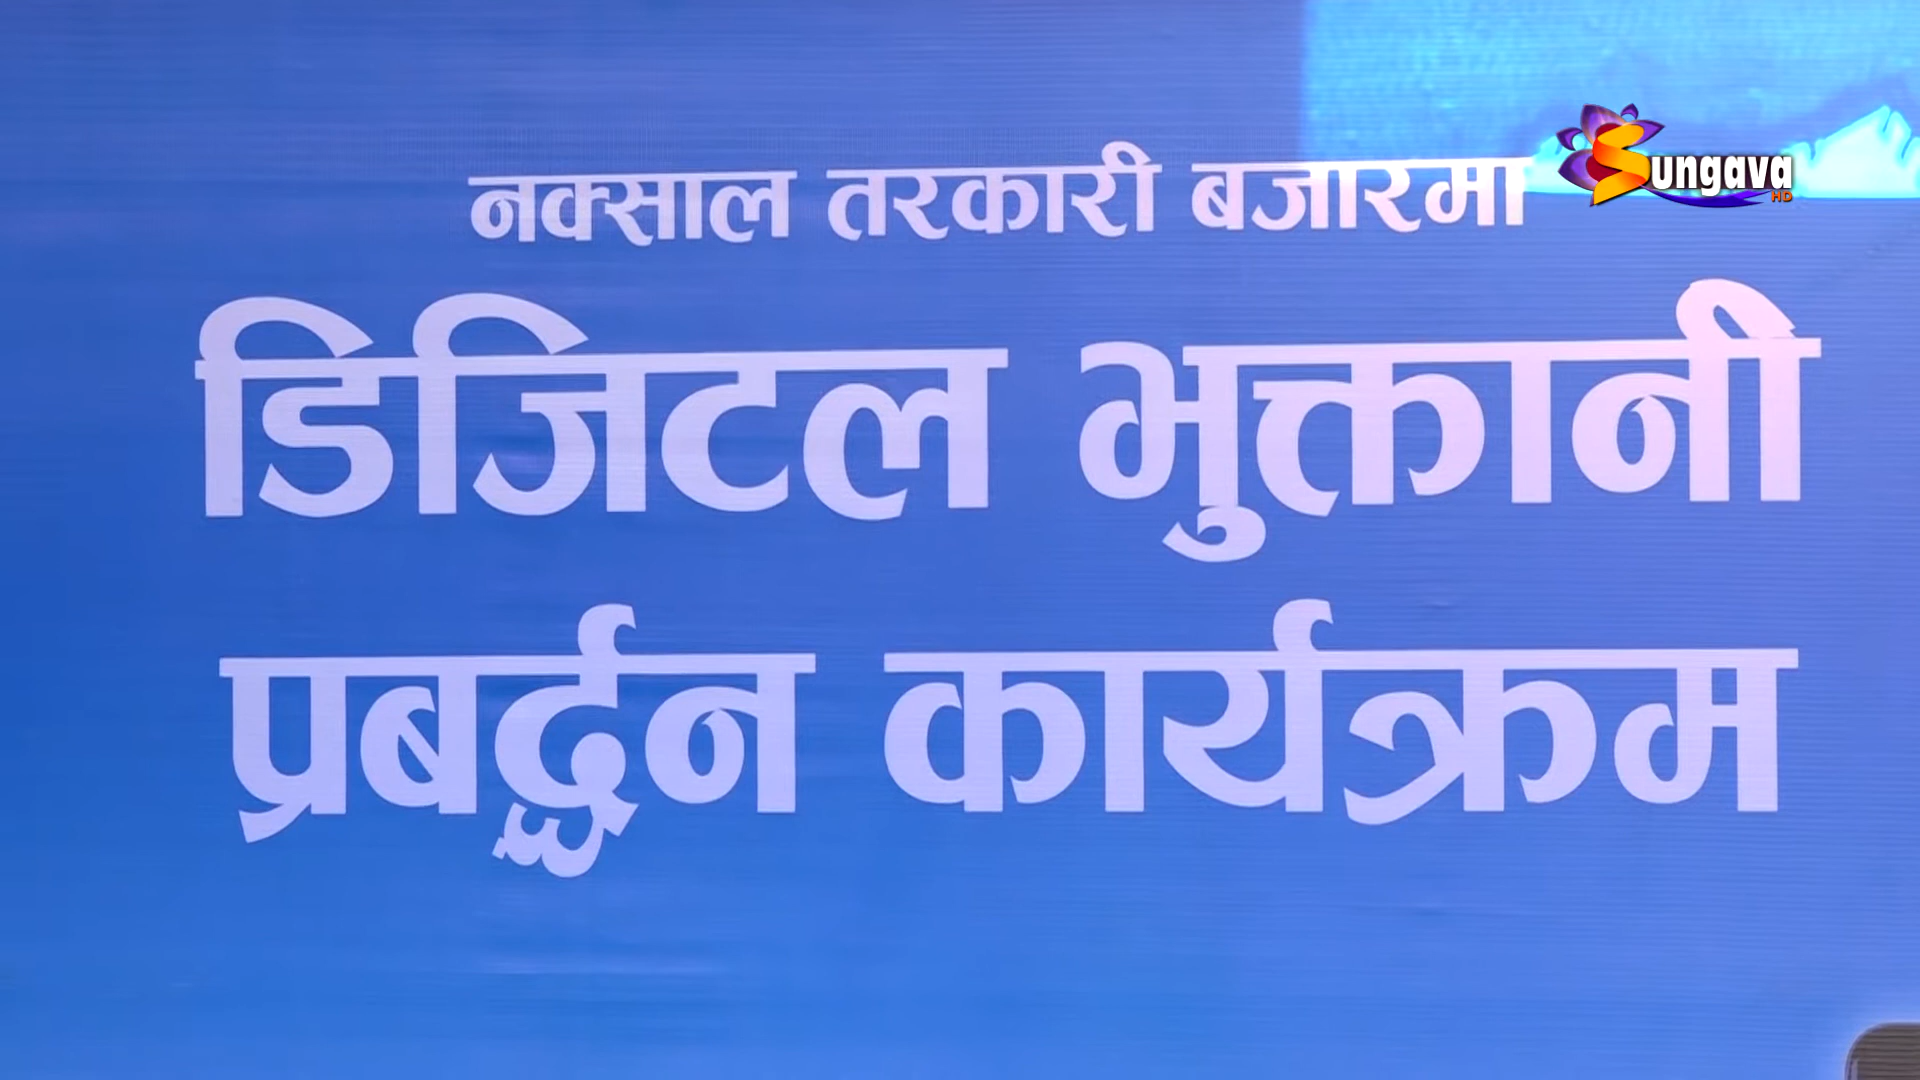 नक्साल तरकारी बजारमा
Sungava HD
डिजिटल भुक्तानी
प्रबर्द्धन कार्यक्रम